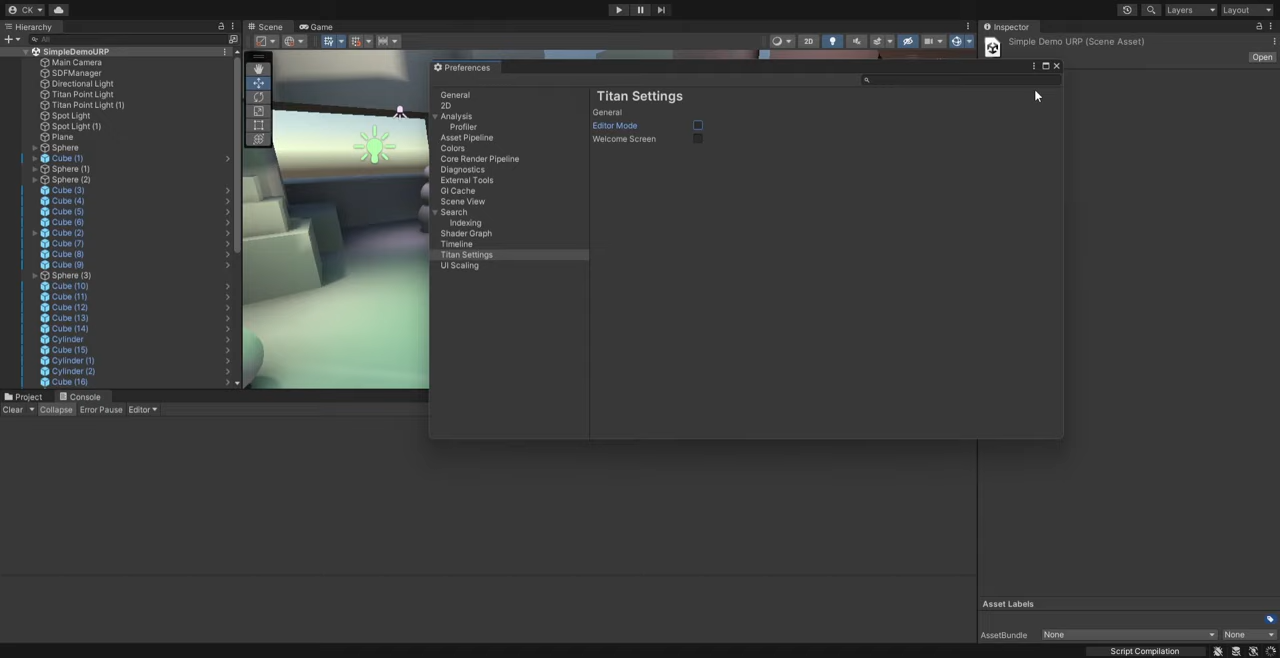 CK
Layers
Layout
Hierarchy
Scene
Game
Inspector
All
2D
Simple Demo URP (Scene Asset)
Open
SimpleDemoURP
Main Camera
SDFManager
Directional Light
Titan Point Light
Titan Point Light (1)
Spot Light
Spot Light (1)
Plane
Sphere
Cube (1)
Sphere (1)
Sphere (2)
Cube (3)
Cube (4)
Cube (5)
Cube (6)
Cube (2)
Cube (7)
Cube (8)
Cube (9)
Sphere (3)
Cube (10)
Cube (11)
Cube (12)
Cube (13)
Cube (14)
Cylinder
Cube (15)
Cylinder (1)
Cylinder (2)
Cube (16)
Preferences
General
2D
Analysis
Profiler
Asset Pipeline
Colors
Core Render Pipeline
Diagnostics
External Tools
GI Cache
Scene View
Search
Indexing
Shader Graph
Timeline
Titan Settings
UI Scaling
Titan Settings
General
Editor Mode
Welcome Screen
Project
Console
Clear
Collapse
Error Pause
Editor
Asset Labels
AssetBundle
None
None
Script Compilation